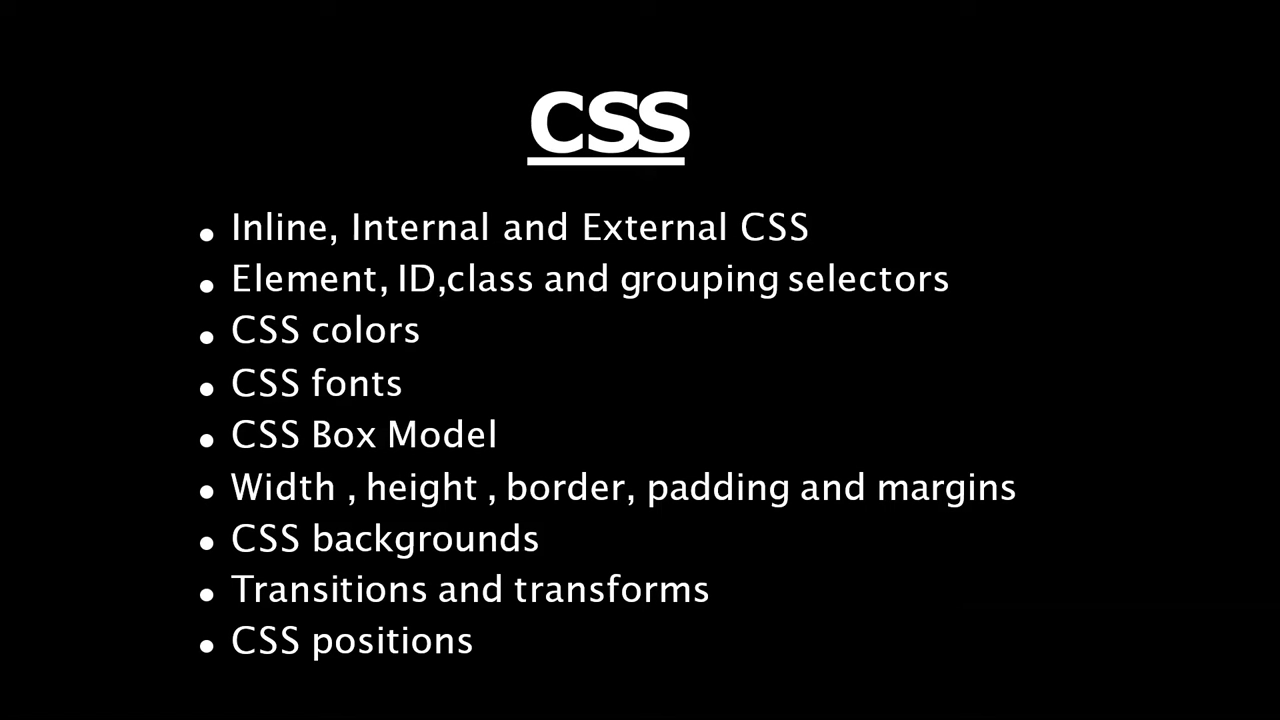 CSS
• Inline, Internal and External CSS
• Element, ID,class and grouping selectors
• CSS colors
• CSS fonts
• CSS Box Model
• Width , height , border, padding and margins
• CSS backgrounds
• Transitions and transforms
• CSS positions